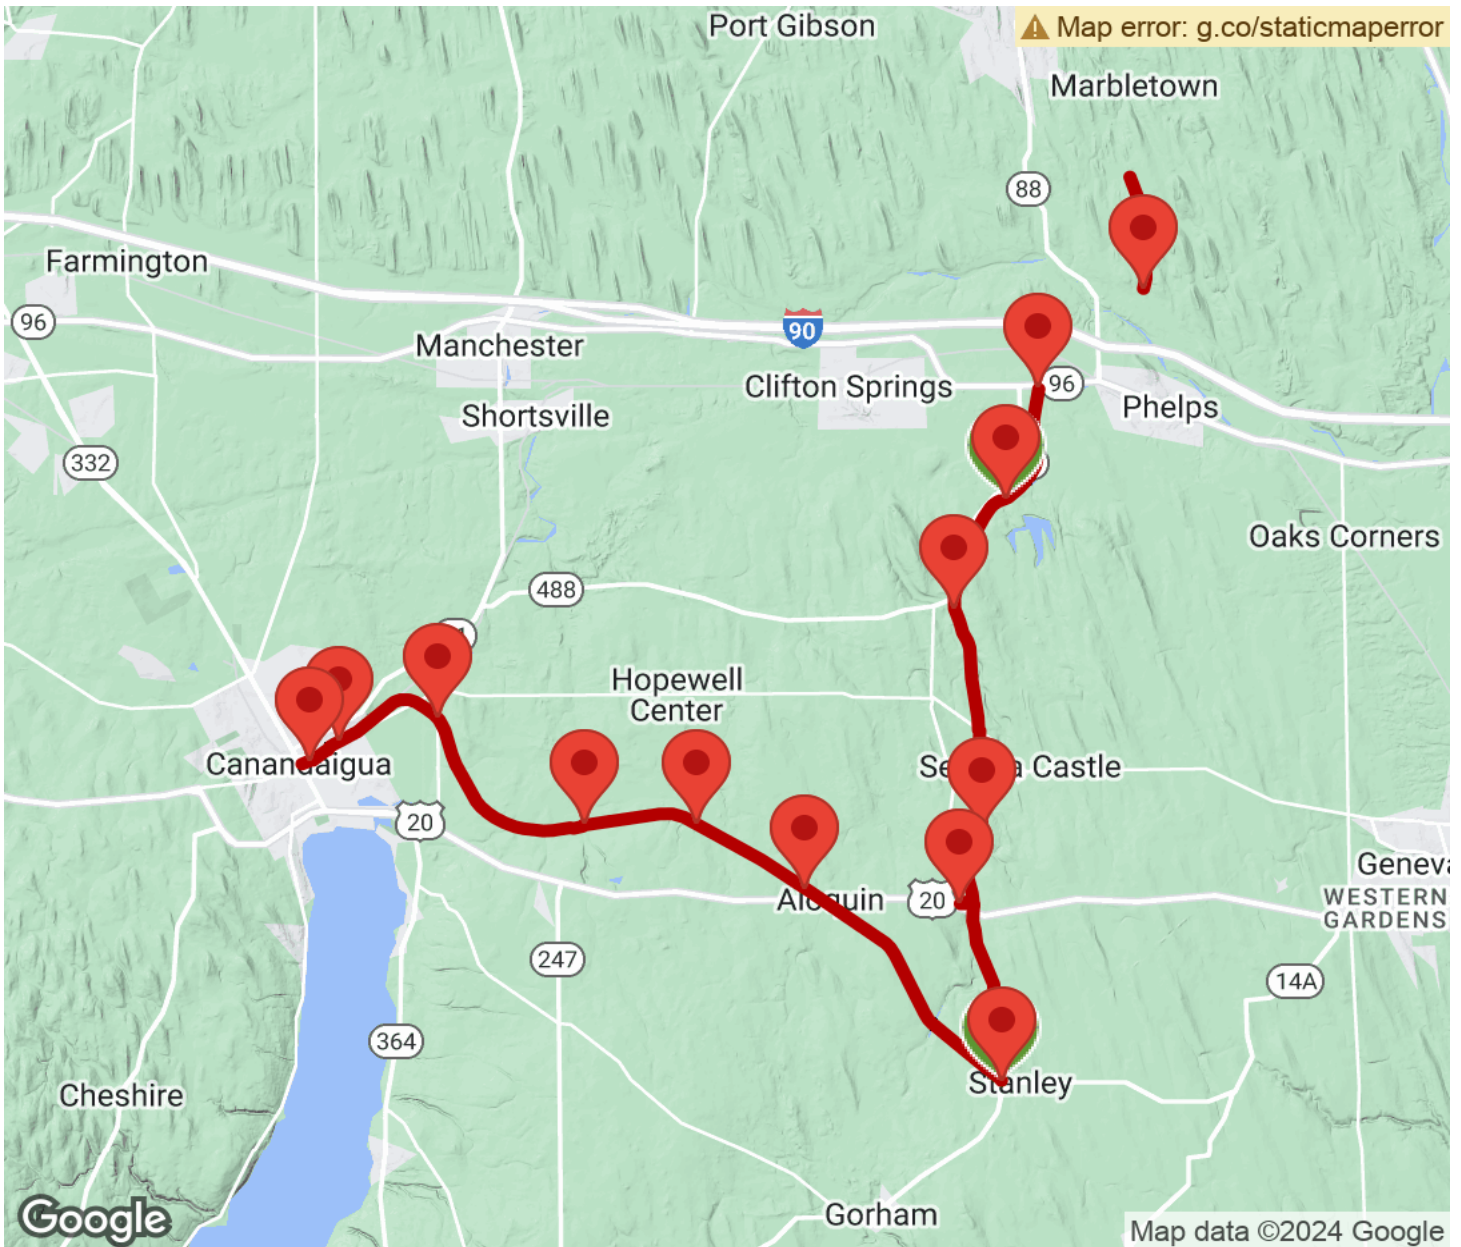 Port Gibson
Map error: g.co/staticmaperror
Marbletown
88
Farmington
96
90
Manchester
Clifton Springs
96
Phelps
Shortsville
332
Oaks Corners
488
Hopewell
Center
Canandaigua
Castle
20
Geneva
Aloquin
20
WESTERN
GARDENS
247
14A
364
Stanley
Cheshire
Gorham
Google
Map data ©2024 Google